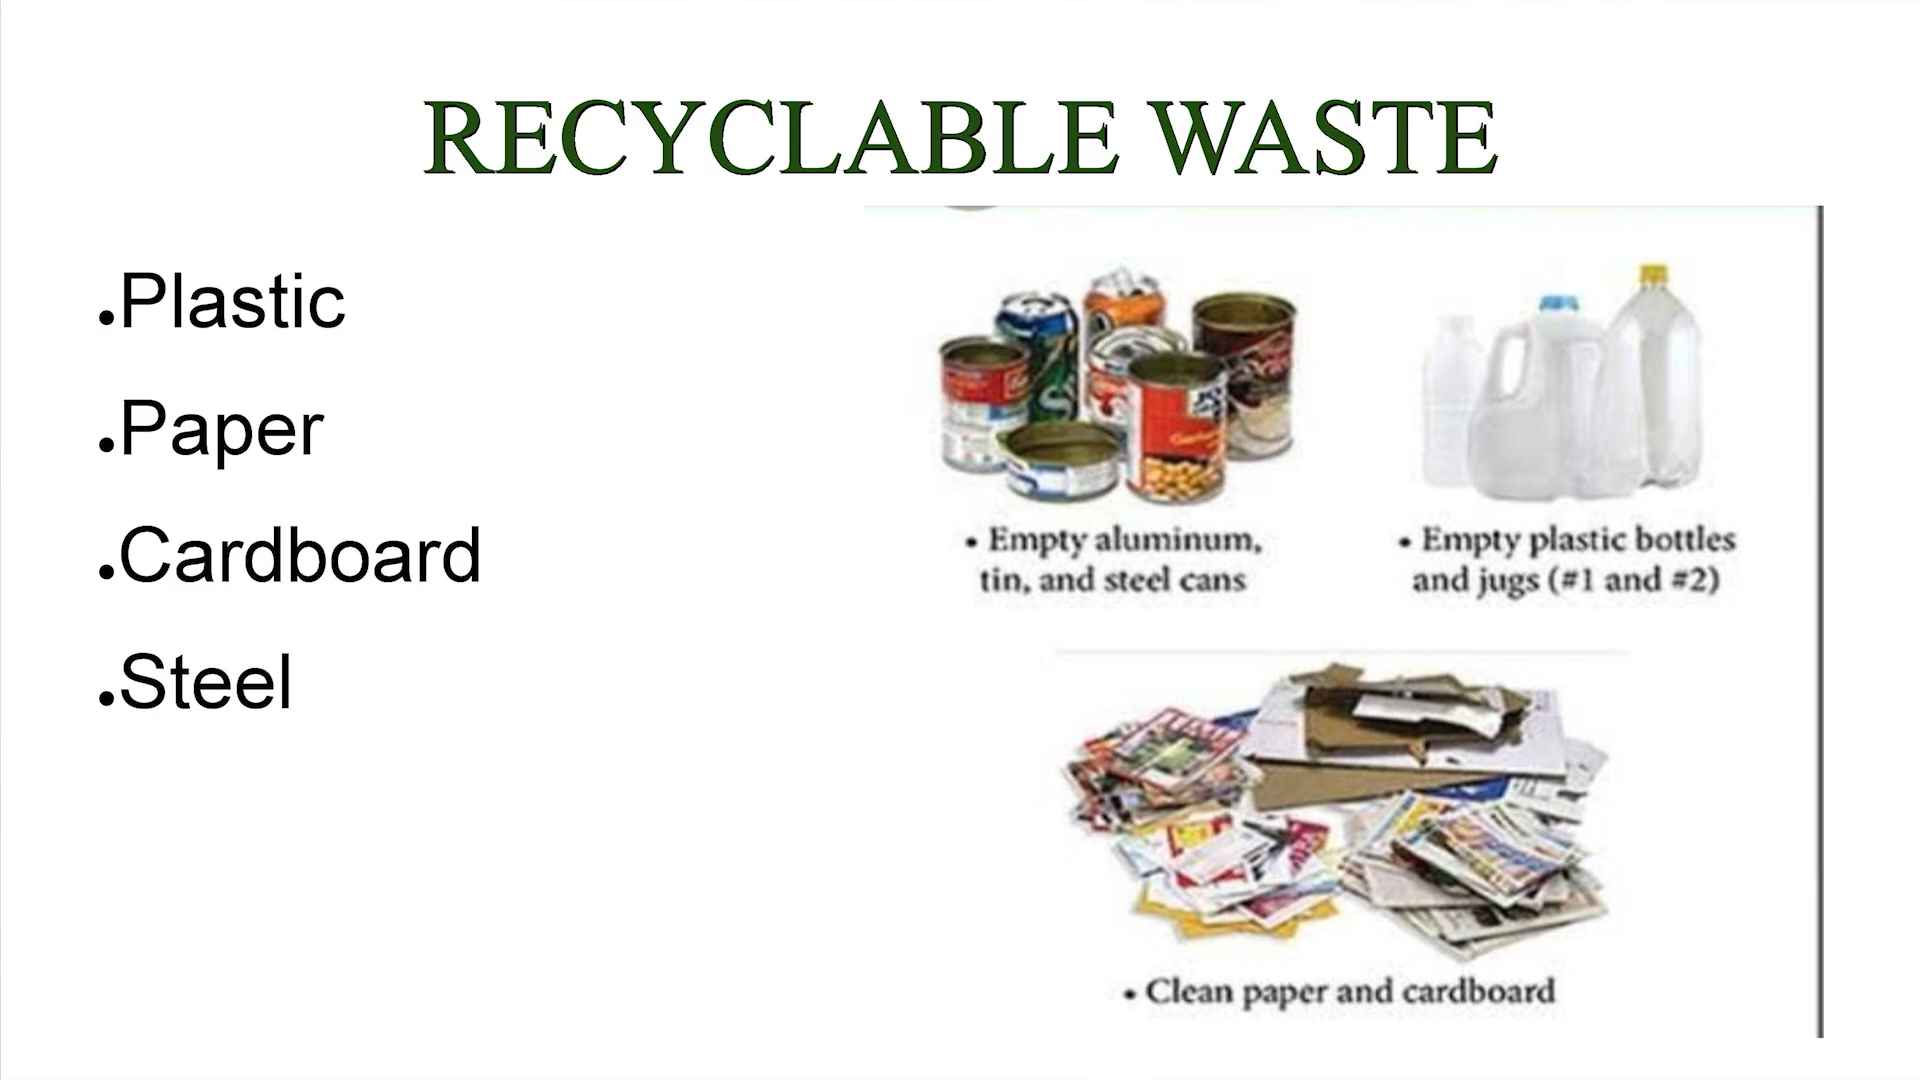 RECYCLABLE WASTE
●Plastic
●Paper
●Cardboard
●Steel
• Empty aluminum,
tin, and steel cans
• Empty plastic bottles
and jugs (#1 and #2)
• Clean paper and cardboard